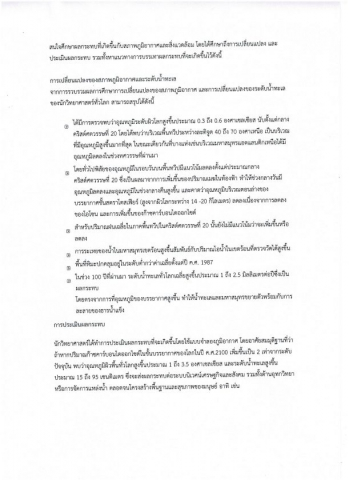 สนใจศึกษาผลกระทบที่เกิดขึ้นกับสภาพภูมิอากาศและสิ่งแวดล้อม โดยได้ศึกษาถึงการเปลี่ยนแปลง และ
ประเมินผลกระทบ รวมทั้งหาแนวทางการบรรเทาผลกระทบที่จะเกิดขึ้นไว้ดังนี้
การเปลี่ยนแปลงของสภาพภูมิอากาศและระดับน้ำทะเล
จากการรวบรวมผลการศึกษาการเปลี่ยนแปลงของสภาพภูมิอากาศ และการเปลี่ยนแปลงของระดับน้ำทะเล
ของนักวิทยาศาสตร์ทั่วโลก สามารถสรุปได้ดังนี้
ได้มีการตรวจพบว่าอุณหภูมิระดับผิวโลกสูงขึ้นประมาณ 0.3 ถึง 0.6 องศาเซลเซียส นับตั้งแต่กลาง
คริสต์ศตวรรษที่ 20 โดยได้พบว่าบริเวณพื้นทวีประหว่างละติจูด 40 ถึง 70 องศาเหนือ เป็นบริเวณ
ที่มีอุณหภูมิสูงขึ้นมากที่สุด ในขณะเดียวกันที่บางแห่งเช่นบริเวณมหาสมุทรแอตแลนติกเหนือได้มี
อุณหภูมิลดลงในช่วงทศวรรษที่ผ่านมา
โดยทั่วไปพิสัยของอุณหภูมิในรอบวันบนพื้นทวีปมีแนวโน้มลดลงตั้งแต่ประมาณกลาง
คริสต์ศตวรรษที่ 20 ซึ่งเป็นผลมาจากการเพิ่มขึ้นของปริมาณเมฆในท้องฟ้า ทำให้ช่วงกลางวันมี
อุณหภูมิลดลงและอุณหภูมิในช่วงกลางคืนสูงขึ้น และคาดว่าอุณหภูมิบริเวณตอนล่างของ
บรรยากาศชั้นสตราโตสเฟียร์ (สูงจากผิวโลกระหว่าง 14 -20 กิโลเมตร) ลดลงเนื่องจากการลดลง
ของโอโซน และการเพิ่มขึ้นของก๊าซคาร์บอนไดออกไซด์
สำหรับปริมาณฝนเฉลี่ยในภาคพื้นทวีปในคริสต์ศตวรรษที่ 20 นั้นยังไม่มีแนวโน้มว่าจะเพิ่มขึ้นหรือ
ลดลง
การระเหยของน้ำในมหาสมุทรเขตร้อนสูงขึ้นสัมพันธ์กับปริมาณไอน้ำในเขตร้อนที่ตรวจวัดได้สูงขึ้น
พื้นที่หิมะปกคลุมอยู่ในระดับต่ำกว่าค่าเฉลี่ยตั้งแต่ปี ค.ศ. 1987
ในช่วง 100 ปีที่ผ่านมา ระดับน้ำทะเลทั่วโลกเฉลี่ยสูงขึ้นประมาณ 1 ถึง 2.5 มิลลิเมตรต่อปีซึ่งเป็น
ผลกระทบ
โดยตรงจากการที่อุณหภูมิของบรรยากาศสูงขึ้น ทำให้น้ำทะเลและมหาสมุทรขยายตัวพร้อมกับการ
ละลายของธารน้ำแข็ง
การประเมินผลกระทบ
นักวิทยาศาสตร์ได้ทำการประเมินผลกระทบที่จะเกิดขึ้นโดยใช้แบบจำลองภูมิอากาศ โดยอาศัยสมมุติฐานที่ว่า
ถ้าหากปริมาณก๊าซคาร์บอนไดออกไซด์ในชั้นบรรยากาศของโลกในปี ค.ศ.2100 เพิ่มขึ้นเป็น 2 เท่าจากระดับ
ปัจจุบัน พบว่าอุณหภูมิผิวพื้นทั่วโลกสูงขึ้นประมาณ 1 ถึง 3.5 องศาเซลเซียส และระดับน้ำทะเลสูงขึ้น
ประมาณ 15 ถึง 95 เซนติเมตร ซึ่งจะส่งผลกระทบต่อระบบนิเวศน์เศรษฐกิจและสังคม รวมทั้งด้านอุทกวิทยา
หรือการจัดการแหล่งน้ำ ตลอดจนโครงสร้างพื้นฐานและสุขภาพของมนุษย์ อาทิ เช่น